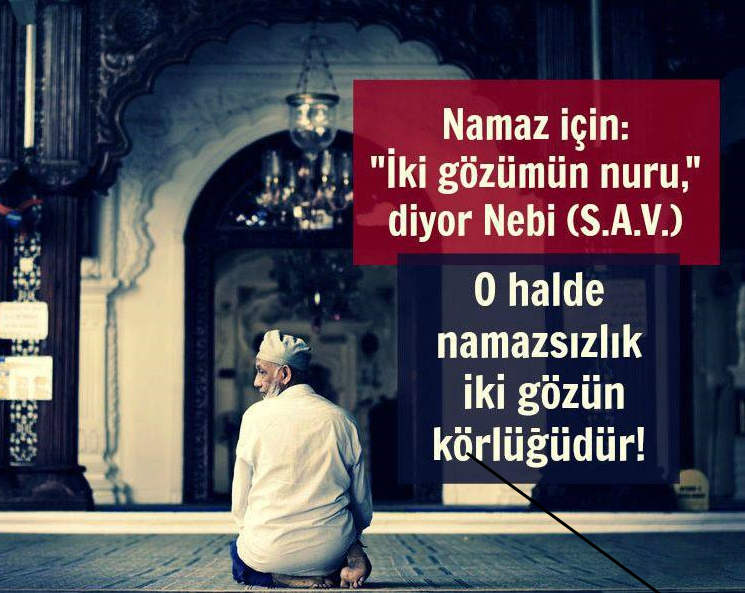 Namaz için:
"İki gözümün nuru,"
diyor Nebi (S.A.V.)
O halde
namazsızlık
iki gözün
körlüğüdür!